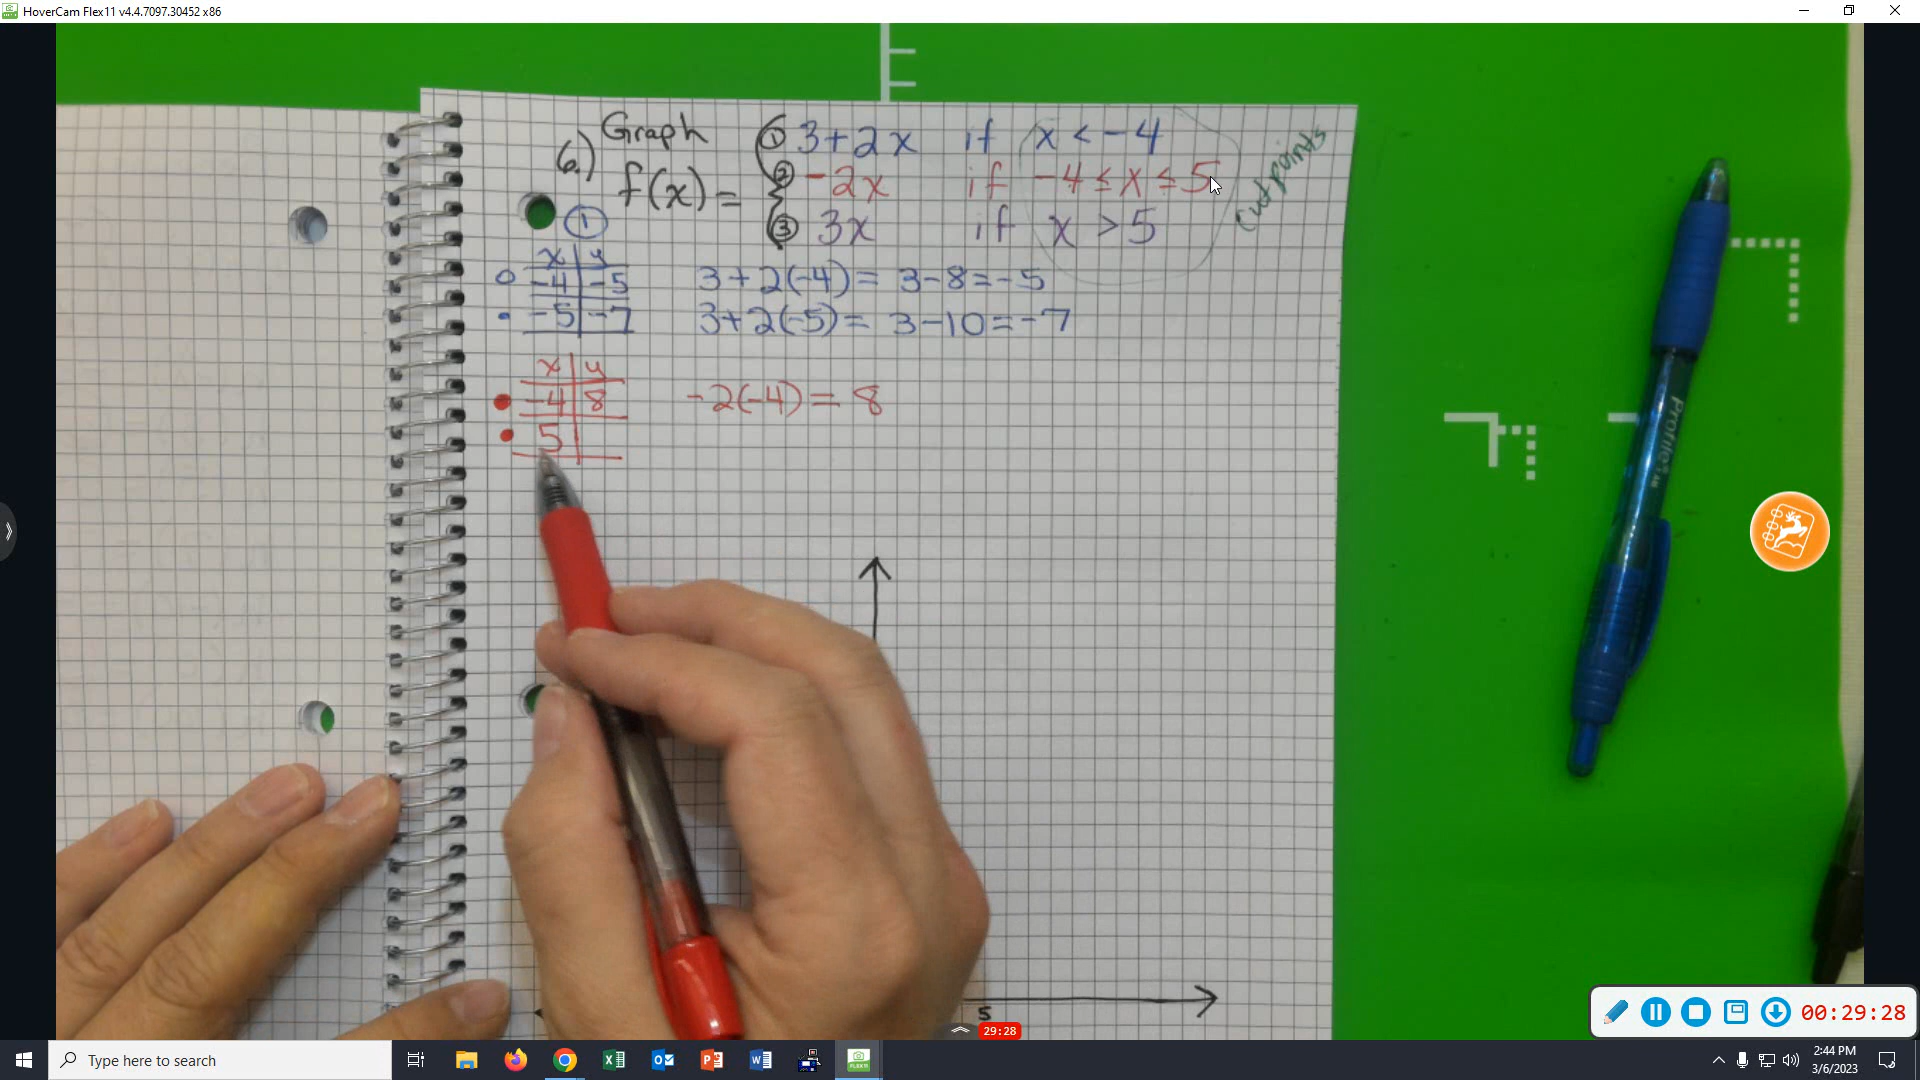 HoverCam Flex11 v4.4.7097.30452 x86
6.) Graph
f(x) =
① 3+2x if x < -4
② -2x if -4 ≤ x ≤ 5
③ 3x if x > 5
cutpoints
①
x y
-4 -5 3+2(-4) = 3-8=-5
-5 -7 3+2(-5) = 3-10=-7
x y
-4 8 -2(-4) = 8
5
5
Profile
29:28
00:29:28
Type here to search
2:44 PM
3/6/2023